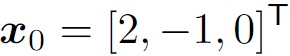 x₀ = [2, −1, 0]ᵀ